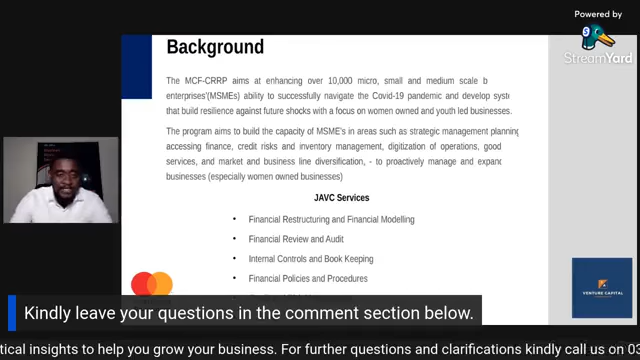 Powered by
StreamYard
Background
The MCF-CRRP aims at enhancing over 10,000 micro, small and medium scale b
enterprises'(MSMEs) ability to successfully navigate the Covid-19 pandemic and develop syste
that build resilience against future shocks with a focus on women owned and youth led businesses.
The program aims to build the capacity of MSME's in areas such as strategic management planning
accessing finance, credit risks and inventory management, digitization of operations, good
services, and market and business line diversification, - to proactively manage and expand
businesses (especially women owned businesses)
JAVC Services
• Financial Restructuring and Financial Modelling
• Financial Review and Audit
• Internal Controls and Book Keeping
• Financial Policies and Procedures
VENTURE CAPITAL
Kindly leave your questions in the comment section below.
tical insights to help you grow your business. For further questions and clarifications kindly call us on 03